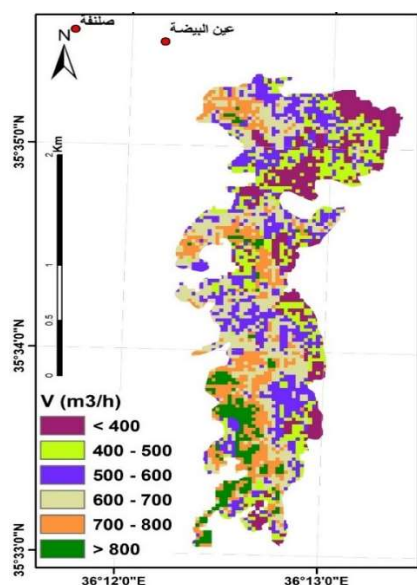 صلنفة
عين البيضة
N
35°35'0"N
2 Km
1
0.5
0
35°34'0"N
V (m3/h)
< 400
400 - 500
500 - 600
600 - 700
700 - 800
> 800
35°33'0"N
36°12'0"E
36°13'0"E